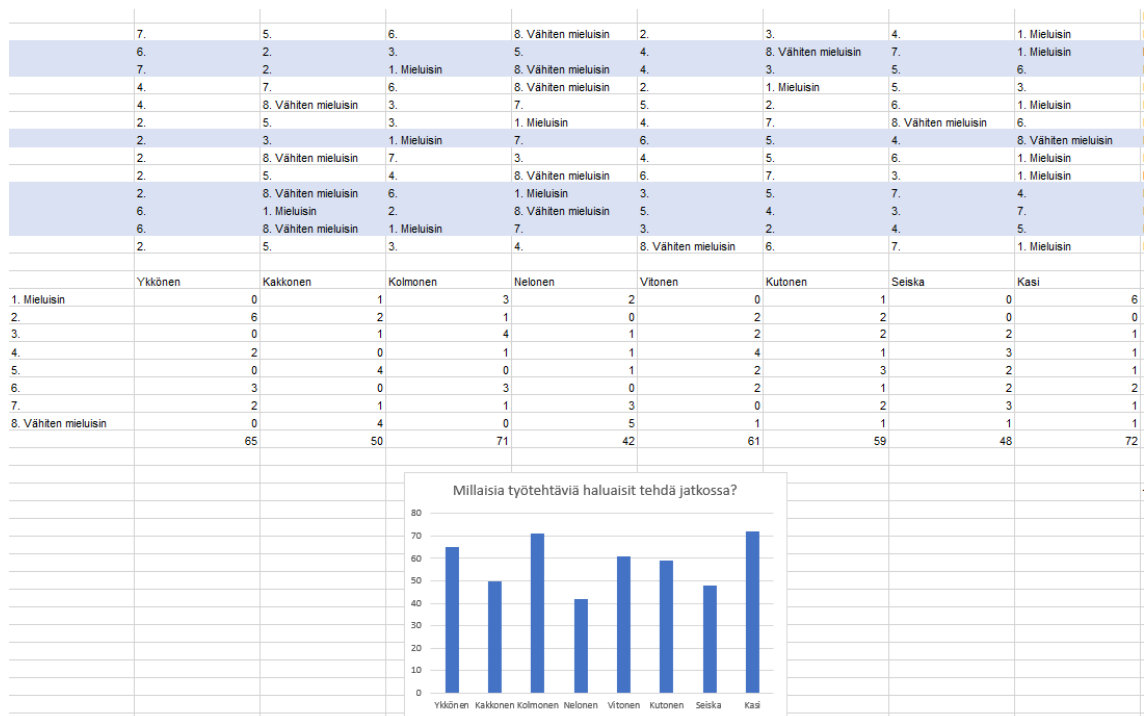 7. 5. 6. 8. Vähiten mieluisin 2. 3. 4. 1. Mieluisin
6. 2. 3. 5. 4. 8. Vähiten mieluisin 7. 1. Mieluisin
7. 2. 1. Mieluisin 8. Vähiten mieluisin 4. 3. 5. 6.
4. 7. 6. 8. Vähiten mieluisin 2. 1. Mieluisin 5. 3.
4. 8. Vähiten mieluisin 3. 7. 5. 2. 6. 1. Mieluisin
2. 5. 3. 1. Mieluisin 4. 7. 8. Vähiten mieluisin 6.
2. 3. 1. Mieluisin 7. 6. 5. 4. 8. Vähiten mieluisin
2. 8. Vähiten mieluisin 7. 3. 4. 5. 6. 1. Mieluisin
2. 5. 4. 8. Vähiten mieluisin 6. 7. 3. 1. Mieluisin
2. 8. Vähiten mieluisin 6. 1. Mieluisin 3. 5. 7. 4.
6. 1. Mieluisin 2. 8. Vähiten mieluisin 5. 4. 3. 7.
6. 8. Vähiten mieluisin 1. Mieluisin 7. 3. 2. 4. 5.
2. 5. 3. 4. 8. Vähiten mieluisin 6. 7. 1. Mieluisin
Ykkönen Kakkonen Kolmonen Nelonen Vitonen Kutonen Seiska Kasi
1. Mieluisin 0 1 3 2 0 1 0 6
2. 6 2 1 0 2 2 0 0
3. 0 1 4 1 2 2 2 1
4. 2 0 1 1 4 1 3 1
5. 0 4 0 1 2 3 2 1
6. 3 0 3 0 2 1 2 2
7. 2 1 1 3 0 2 3 1
8. Vähiten mieluisin 0 4 0 5 1 1 1 1
65 50 71 42 61 59 48 72
Millaisia työtehtäviä haluaisit tehdä jatkossa?
80
70
60
50
40
30
20
10
0
Ykkönen Kakkonen Kolmonen Nelonen Vitonen Kutonen Seiska Kasi